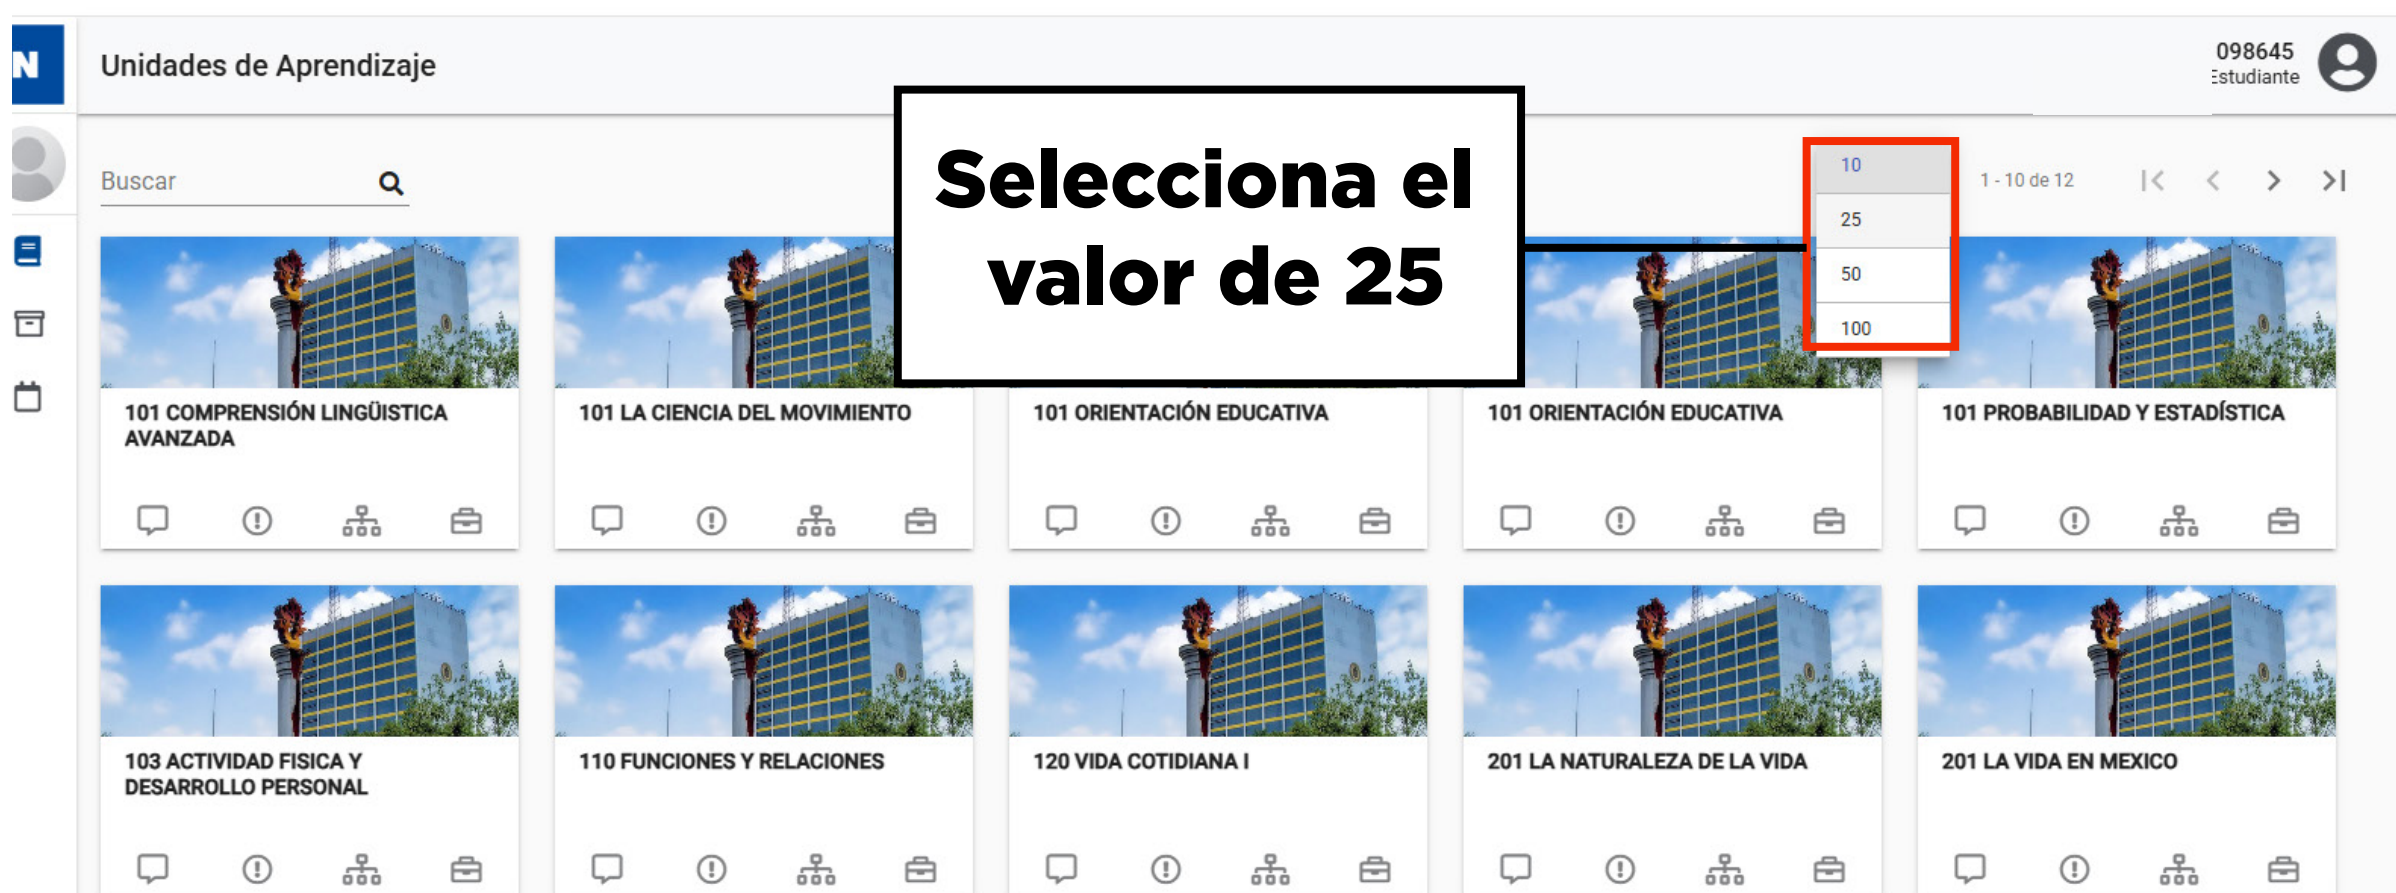 N
Unidades de Aprendizaje
098645
Estudiante
Buscar
Selecciona el
valor de 25
10
25
50
100
1 - 10 de 12
101 COMPRENSIÓN LINGÜISTICA
AVANZADA
101 LA CIENCIA DEL MOVIMIENTO
101 ORIENTACIÓN EDUCATIVA
101 ORIENTACIÓN EDUCATIVA
101 PROBABILIDAD Y ESTADÍSTICA
103 ACTIVIDAD FISICA Y
DESARROLLO PERSONAL
110 FUNCIONES Y RELACIONES
120 VIDA COTIDIANA I
201 LA NATURALEZA DE LA VIDA
201 LA VIDA EN MEXICO